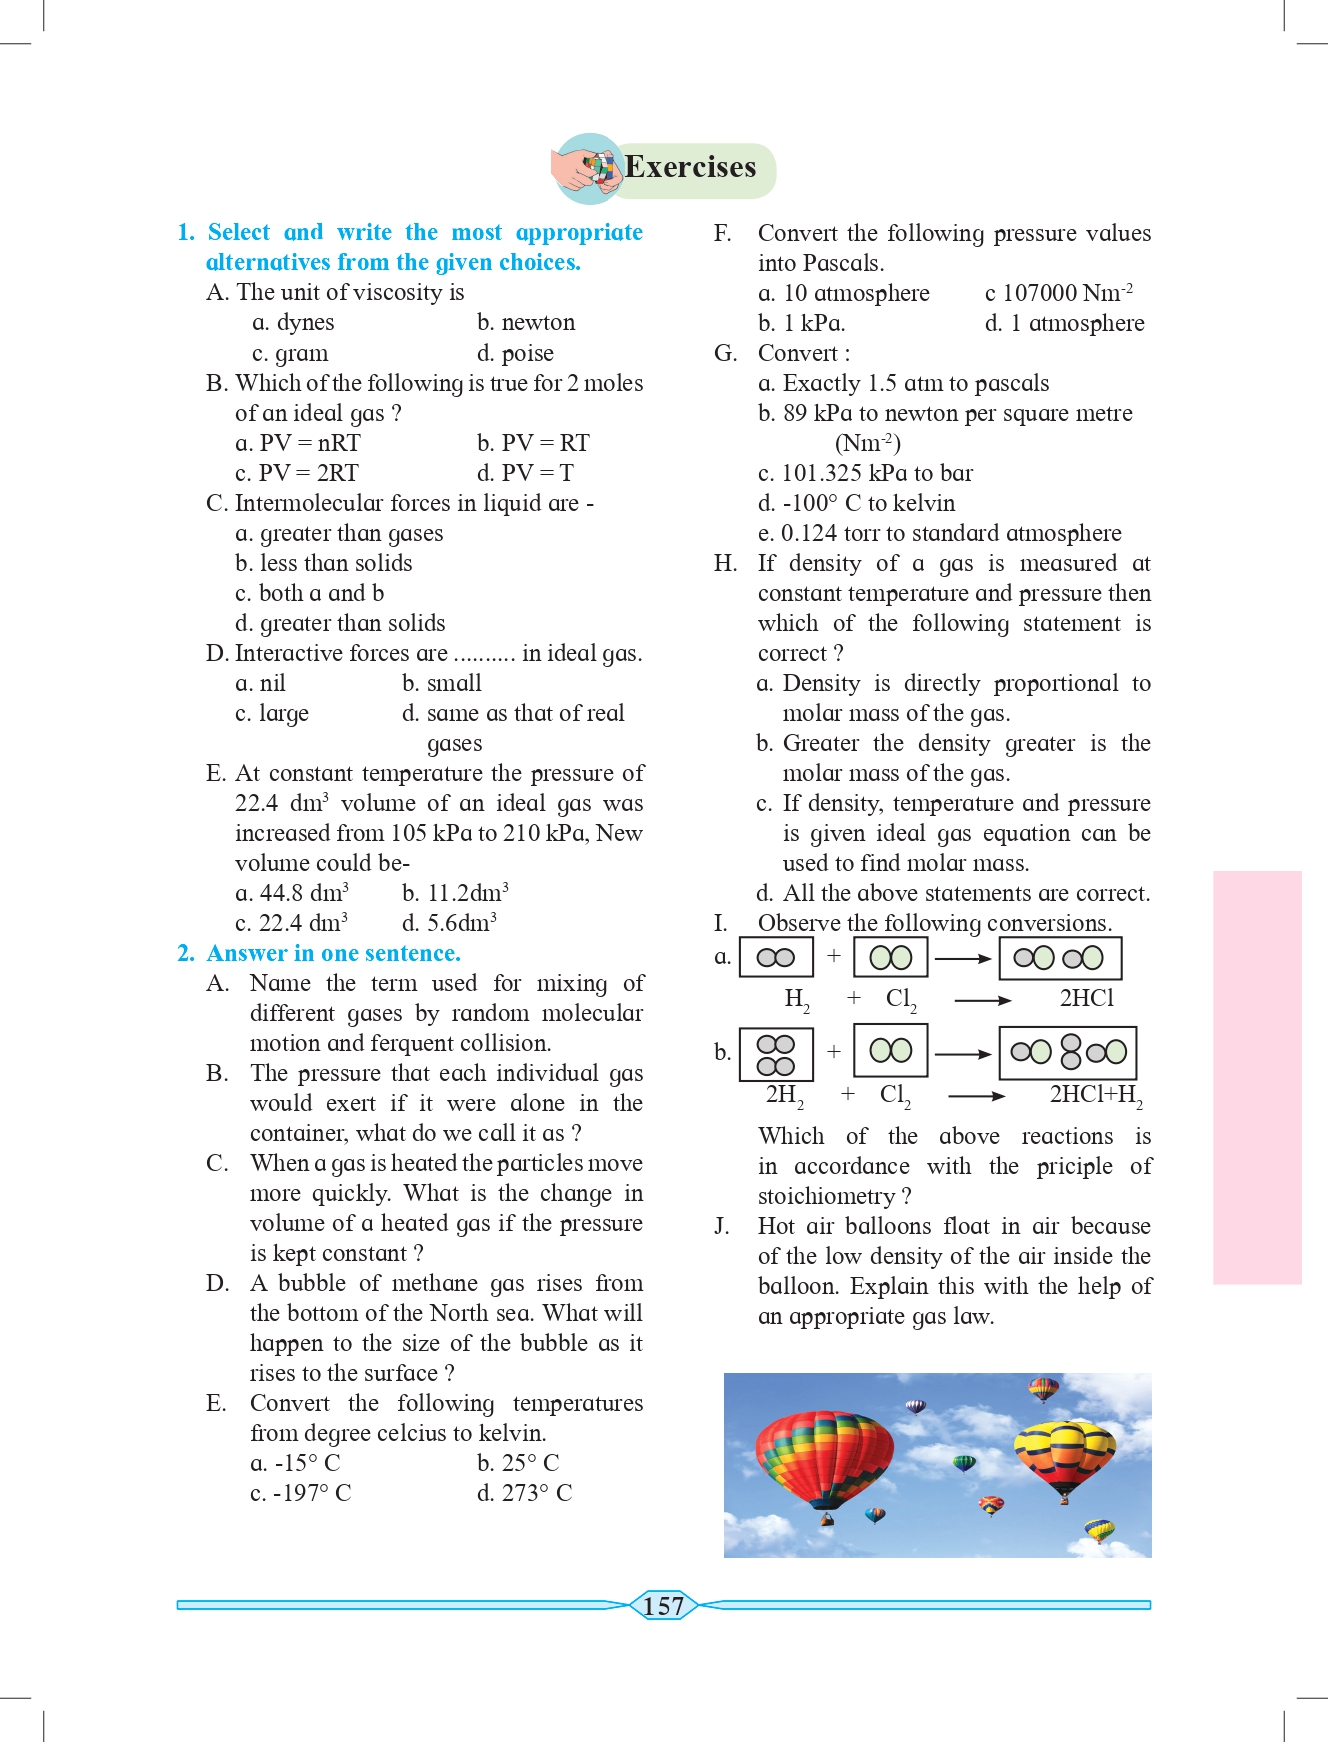 Exercises
1. Select and write the most appropriate
alternatives from the given choices.
A. The unit of viscosity is
a. dynes b. newton
c. gram d. poise
B. Which of the following is true for 2 moles
of an ideal gas ?
a. PV = nRT b. PV = RT
c. PV = 2RT d. PV = T
C. Intermolecular forces in liquid are -
a. greater than gases
b. less than solids
c. both a and b
d. greater than solids
D. Interactive forces are .......... in ideal gas.
a. nil b. small
c. large d. same as that of real
gases
E. At constant temperature the pressure of
22.4 dm³ volume of an ideal gas was
increased from 105 kPa to 210 kPa, New
volume could be-
a. 44.8 dm³ b. 11.2dm³
c. 22.4 dm³ d. 5.6dm³
2. Answer in one sentence.
A. Name the term used for mixing of
different gases by random molecular
motion and ferquent collision.
B. The pressure that each individual gas
would exert if it were alone in the
container, what do we call it as ?
C. When a gas is heated the particles move
more quickly. What is the change in
volume of a heated gas if the pressure
is kept constant ?
D. A bubble of methane gas rises from
the bottom of the North sea. What will
happen to the size of the bubble as it
rises to the surface ?
E. Convert the following temperatures
from degree celcius to kelvin.
a. -15° C b. 25° C
c. -197° C d. 273° C
F. Convert the following pressure values
into Pascals.
a. 10 atmosphere c 107000 Nm⁻²
b. 1 kPa. d. 1 atmosphere
G. Convert :
a. Exactly 1.5 atm to pascals
b. 89 kPa to newton per square metre
(Nm⁻²)
c. 101.325 kPa to bar
d. -100° C to kelvin
e. 0.124 torr to standard atmosphere
H. If density of a gas is measured at
constant temperature and pressure then
which of the following statement is
correct ?
a. Density is directly proportional to
molar mass of the gas.
b. Greater the density greater is the
molar mass of the gas.
c. If density, temperature and pressure
is given ideal gas equation can be
used to find molar mass.
d. All the above statements are correct.
I. Observe the following conversions.
a. + ⟶
H₂ + Cl₂ ⟶ 2HCl
b. + ⟶
2H₂ + Cl₂ ⟶ 2HCl+H₂
Which of the above reactions is
in accordance with the priciple of
stoichiometry ?
J. Hot air balloons float in air because
of the low density of the air inside the
balloon. Explain this with the help of
an appropriate gas law.
157